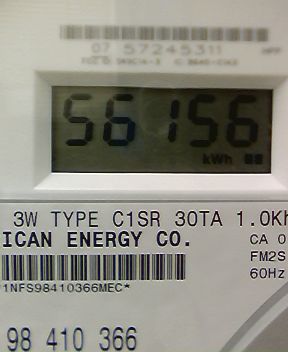 07 57245311
56156
kWh
3W TYPE C1SR 30TA 1.0Kh
ICAN ENERGY CO.
CA 0
FM2S
60Hz
1NFS98410366MEC*
98 410 366